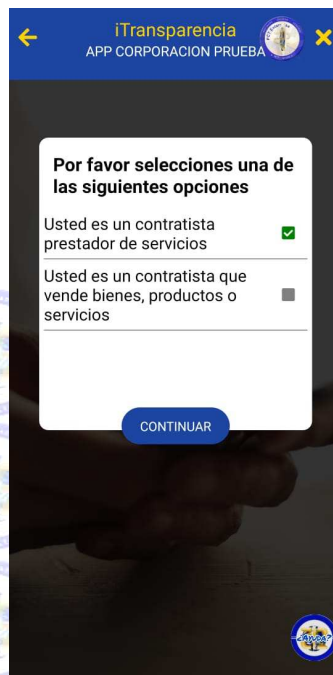 iTransparencia
APP CORPORACION PRUEBA
Por favor selecciones una de
las siguientes opciones
Usted es un contratista
prestador de servicios
Usted es un contratista que
vende bienes, productos o
servicios
CONTINUAR
¿AYUDA?